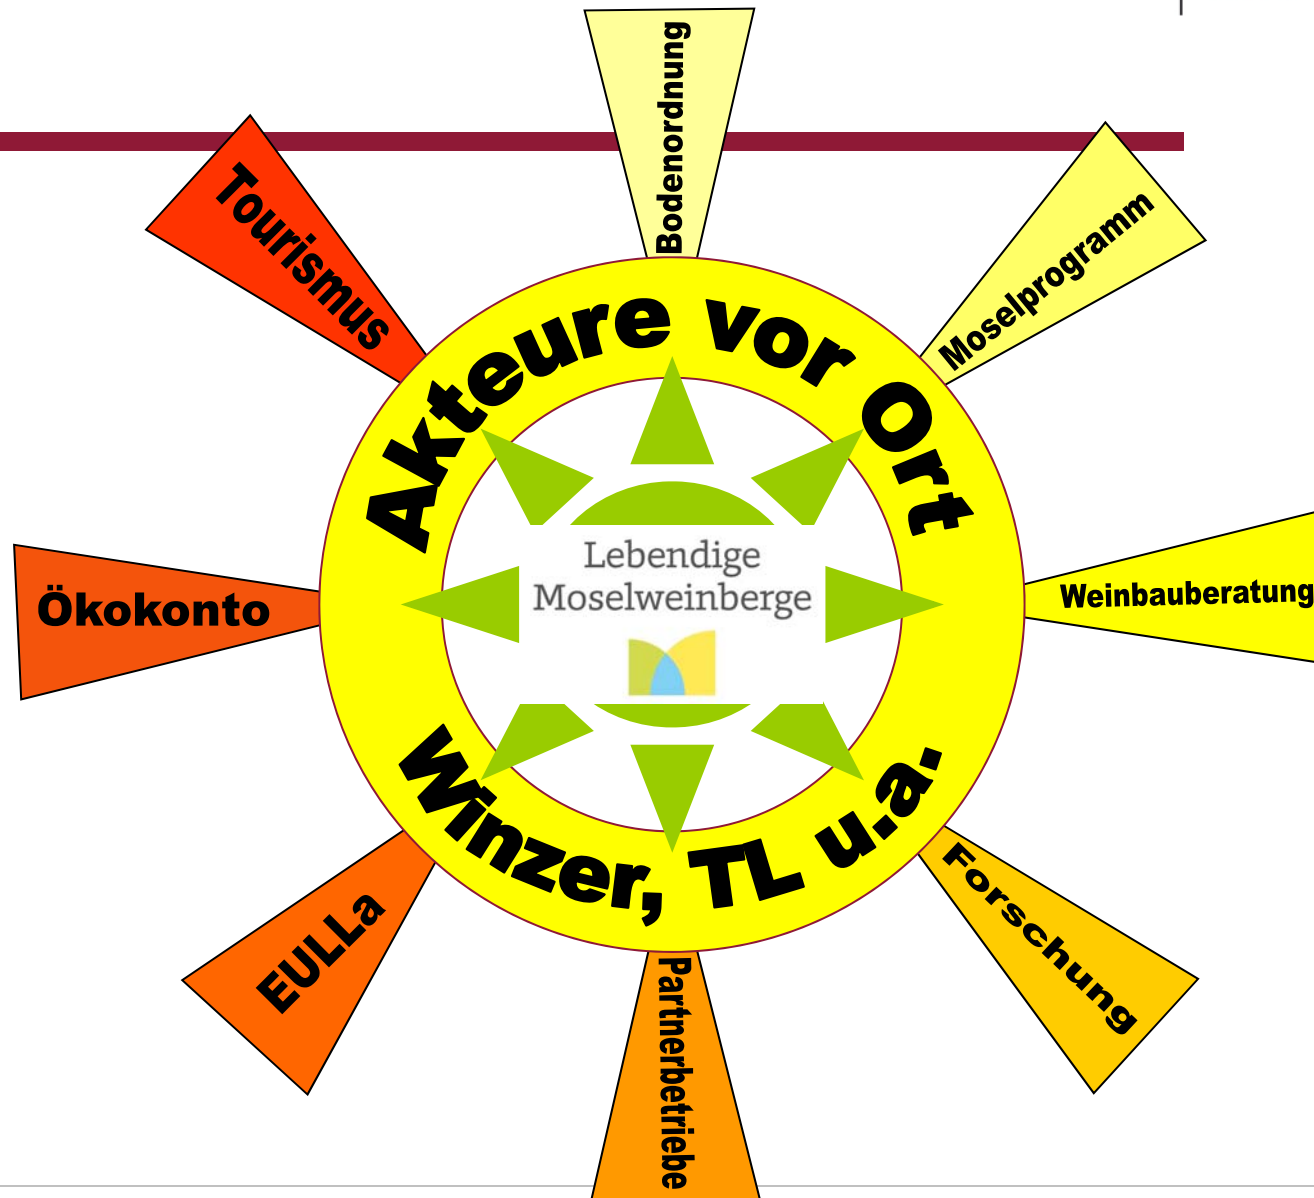 Bodenordnung
Tourismus
Moselprogramm
Akteure vor Ort
Lebendige
Moselweinberge
Ökokonto
Weinbauberatung
Winzer, TL u.a.
EULLa
Forschung
Partnerbetriebe